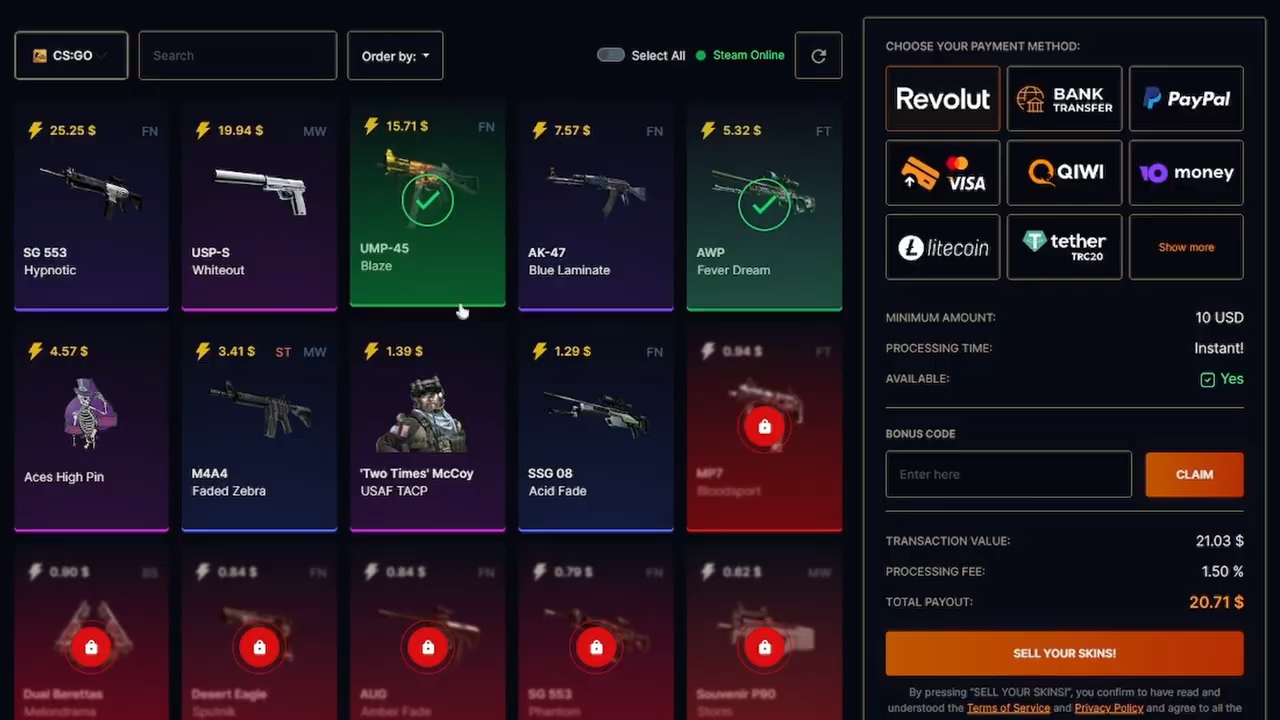 CS:GO
Search
Order by:
Select All
Steam Online
25.25 $ FN
SG 553
Hypnotic
19.94 $ MW
USP-S
Whiteout
15.71 $ FN
UMP-45
Blaze
7.57 $ FN
AK-47
Blue Laminate
5.32 $ FT
AWP
Fever Dream
4.57 $
Aces High Pin
3.41 $ ST MW
M4A4
Faded Zebra
1.39 $
'Two Times' McCoy
USAF TACP
1.29 $ FN
SSG 08
Acid Fade
0.94 $ FT
MP7
Bloodsport
0.90 $ BS
Dual Berettas
Melondrama
0.84 $ FN
Desert Eagle
Sputnik
0.84 $ FN
AUG
Amber Fade
0.79 $ FN
SG 553
Phantom
0.62 $ MW
Souvenir P90
Storm
CHOOSE YOUR PAYMENT METHOD:
Revolut
BANK
TRANSFER
PayPal
VISA
QIWI
money
litecoin
tether
TRC20
Show more
MINIMUM AMOUNT: 10 USD
PROCESSING TIME: Instant!
AVAILABLE: Yes
BONUS CODE
Enter here
CLAIM
TRANSACTION VALUE: 21.03 $
PROCESSING FEE: 1.50 %
TOTAL PAYOUT: 20.71 $
SELL YOUR SKINS!
By pressing "SELL YOUR SKINS!", you confirm to have read and
understood the Terms of Service and Privacy Policy and agree to all the